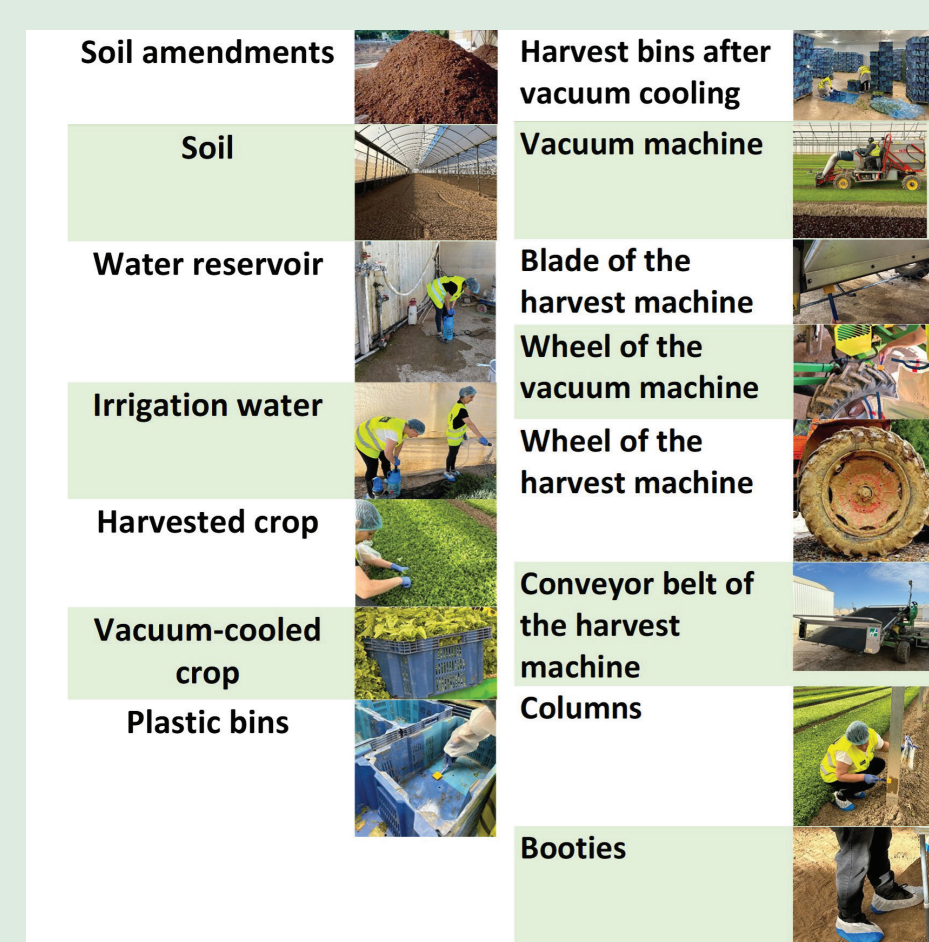 Soil amendments
Soil
Water reservoir
Irrigation water
Harvested crop
Vacuum-cooled
crop
Plastic bins
Harvest bins after
vacuum cooling
Vacuum machine
Blade of the
harvest machine
Wheel of the
vacuum machine
Wheel of the
harvest machine
Conveyor belt of
the harvest
machine
Columns
Booties